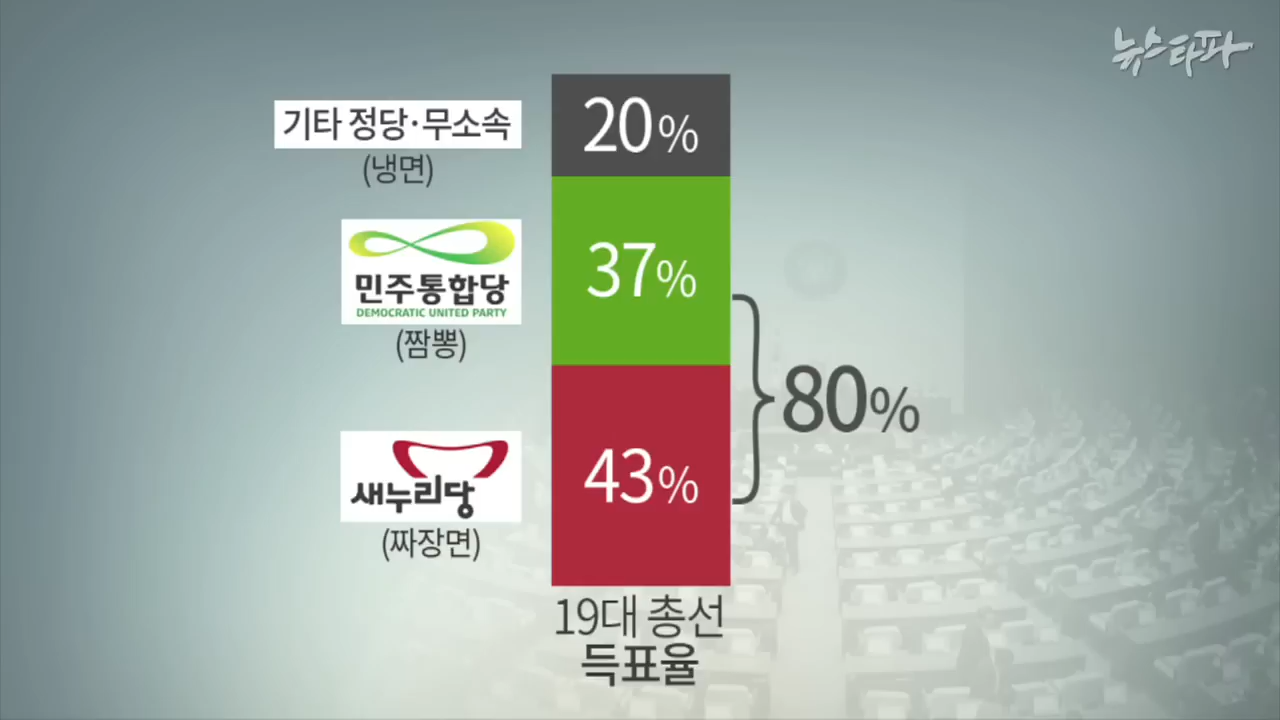 뉴스타파
기타 정당·무소속
(냉면)
20%
민주통합당
DEMOCRATIC UNITED PARTY
(짬뽕)
37%
80%
새누리당
(짜장면)
43%
19대 총선
득표율